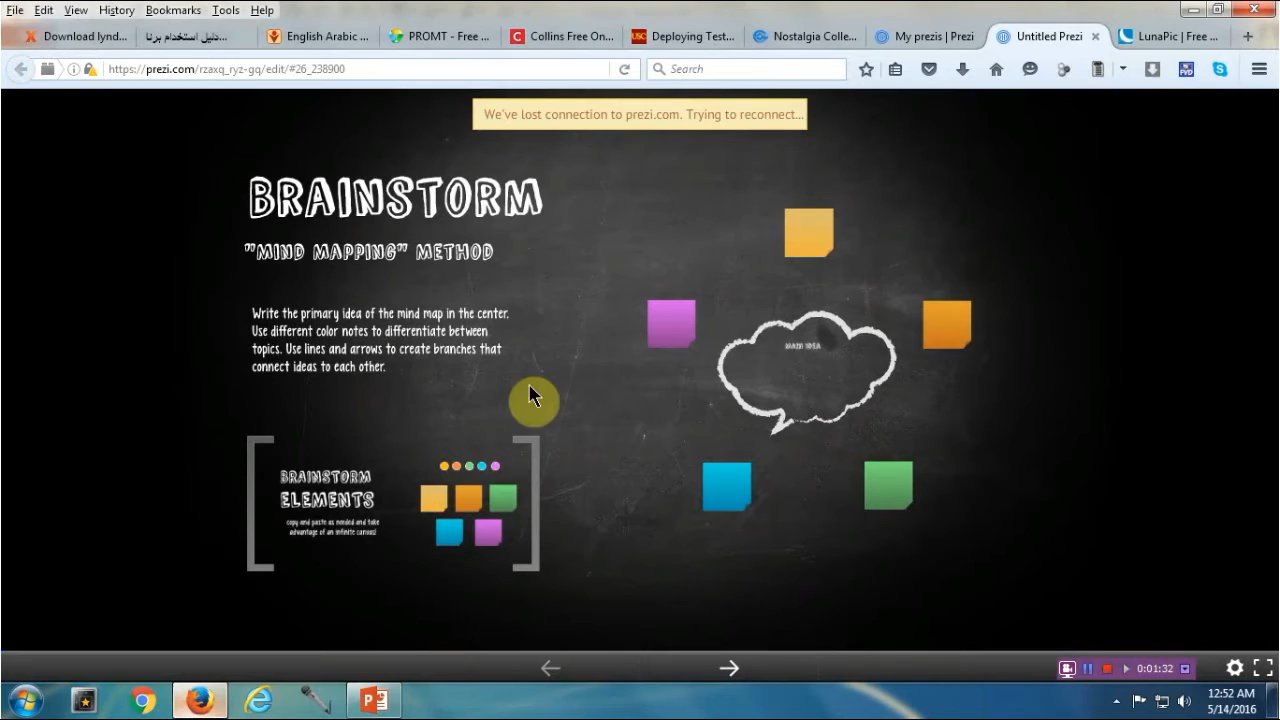 File Edit View History Bookmarks Tools Help
Download lynd...
دليل استخدام برنا...
English Arabic ...
PROMT - Free ...
Collins Free On...
Deploying Test...
Nostalgia Colle...
My prezis | Prezi
Untitled Prezi
LunaPic | Free ...
https://prezi.com/rzaxq_ryz-gq/edit/#26_238900
Search
We've lost connection to prezi.com. Trying to reconnect...
BRAINSTORM
"MIND MAPPING" METHOD
Write the primary idea of the mind map in the center.
Use different color notes to differentiate between
topics. Use lines and arrows to create branches that
connect ideas to each other.
MAIN IDEA
BRAINSTORM
ELEMENTS
copy and paste as needed and take
advantage of an infinite canvas!
0:01:32
12:52 AM
5/14/2016